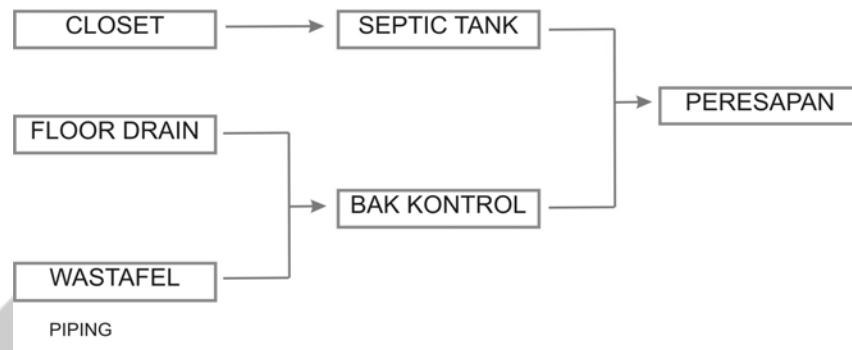 CLOSET
SEPTIC TANK
PERESAPAN
FLOOR DRAIN
BAK KONTROL
WASTAFEL
PIPING